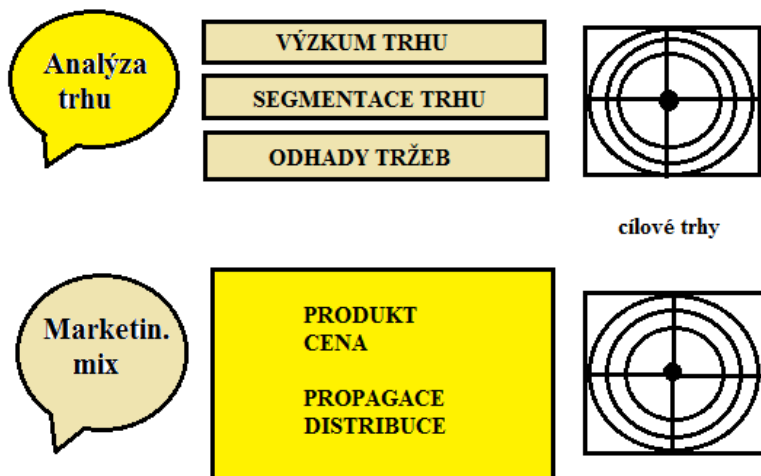 Analýza
trhu
VÝZKUM TRHU
SEGMENTACE TRHU
ODHADY TRŽEB
cílové trhy
Marketin.
mix
PRODUKT
CENA
PROPAGACE
DISTRIBUCE